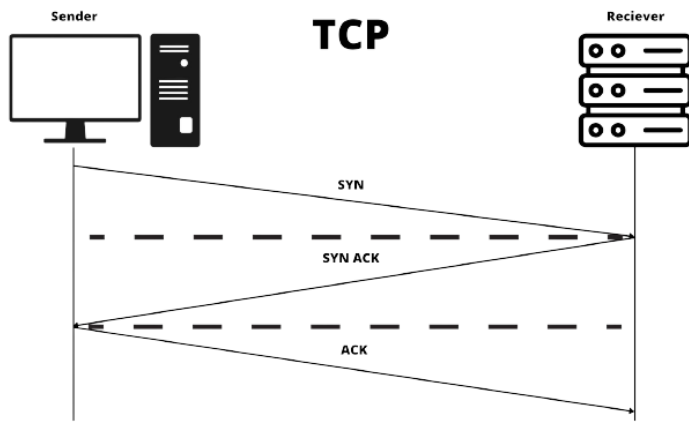 Sender
TCP
Reciever
SYN
SYN ACK
ACK